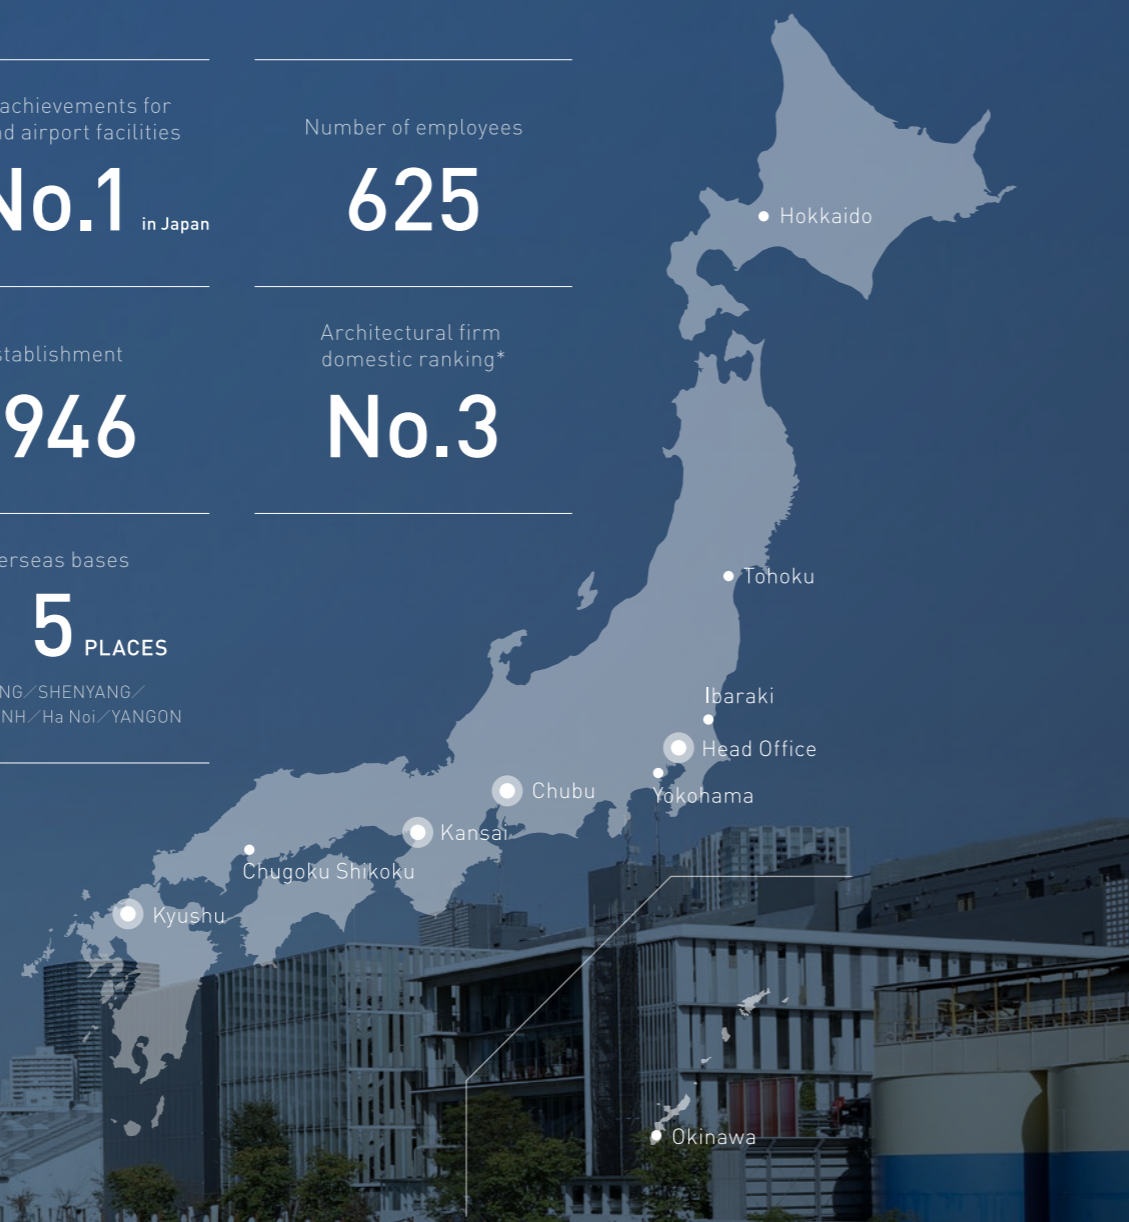 achievements for
nd airport facilities
No.1 in Japan
Number of employees
625
stablishment
946
Architectural firm
domestic ranking*
No.3
erseas bases
5 PLACES
NG／SHENYANG／
NH／Ha Noi／YANGON
Hokkaido
Tohoku
Ibaraki
Head Office
Yokohama
Chubu
Kansai
Chugoku Shikoku
Kyushu
Okinawa